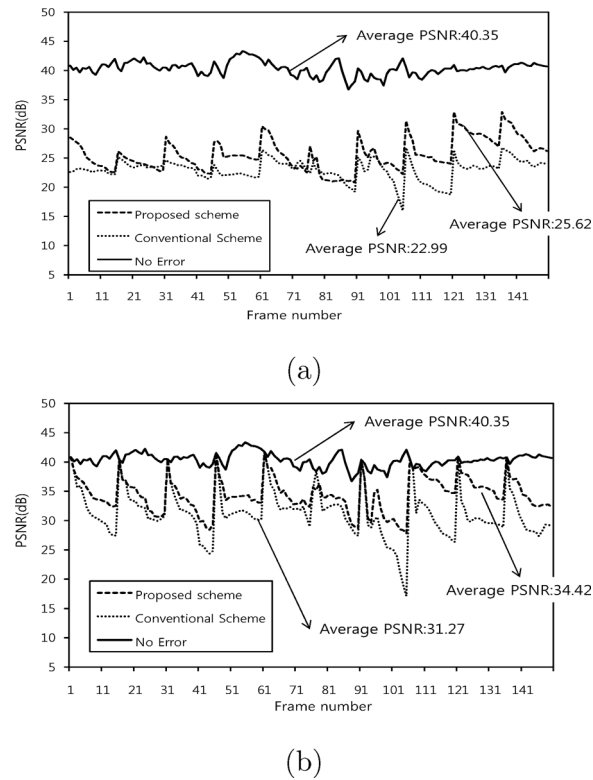 50
45
40
35
30
25
20
15
10
5
PSNR(dB)
Average PSNR:40.35
Average PSNR:25.62
Average PSNR:22.99
Proposed scheme
Conventional Scheme
No Error
1 11 21 31 41 51 61 71 81 91 101 111 121 131 141
Frame number
(a)
50
45
40
35
30
25
20
15
10
5
PSNR(dB)
Average PSNR:40.35
Average PSNR:34.42
Average PSNR:31.27
Proposed scheme
Conventional Scheme
No Error
1 11 21 31 41 51 61 71 81 91 101 111 121 131 141
Frame number
(b)